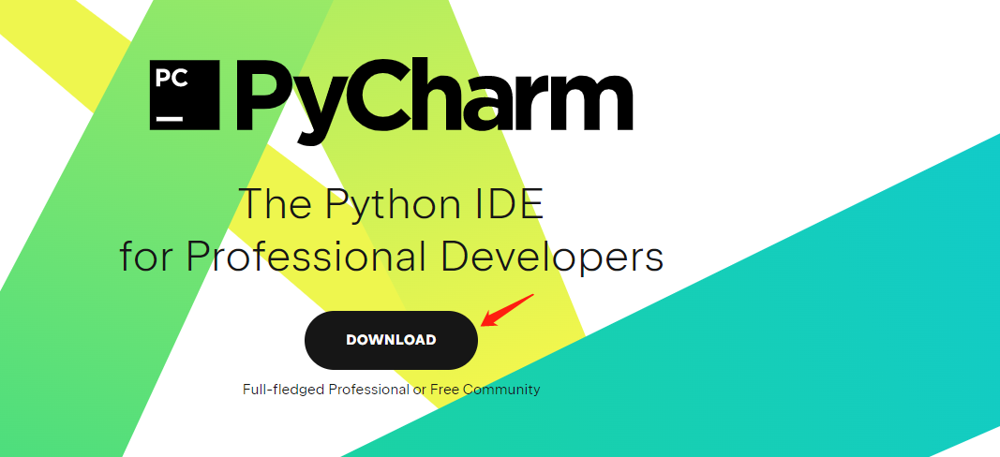 PC
PyCharm
The Python IDE
for Professional Developers
DOWNLOAD
Full-fledged Professional or Free Community